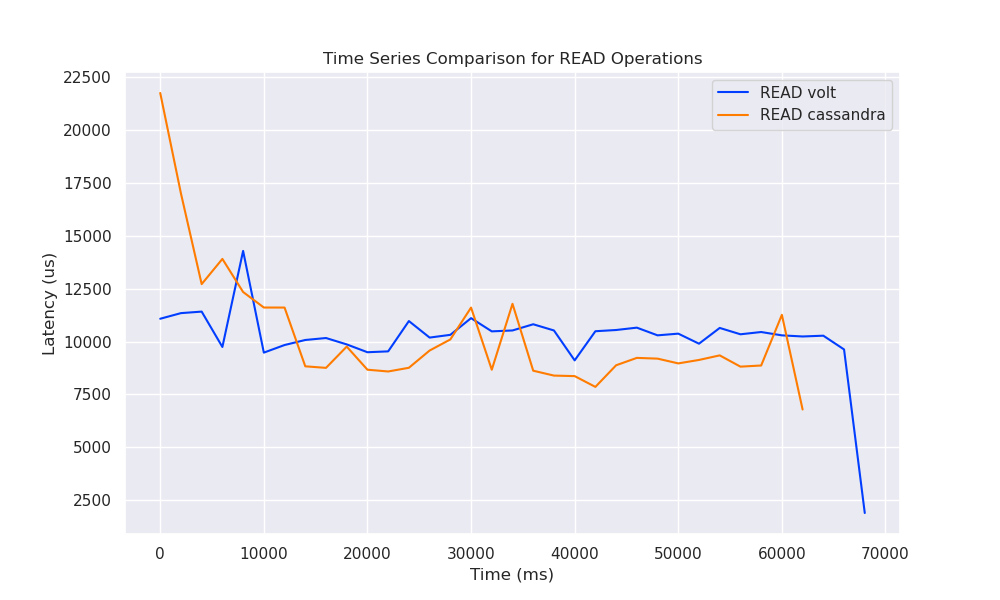 Time Series Comparison for READ Operations
READ volt
READ cassandra
Latency (us)
22500
20000
17500
15000
12500
10000
7500
5000
2500
0 10000 20000 30000 40000 50000 60000 70000
Time (ms)